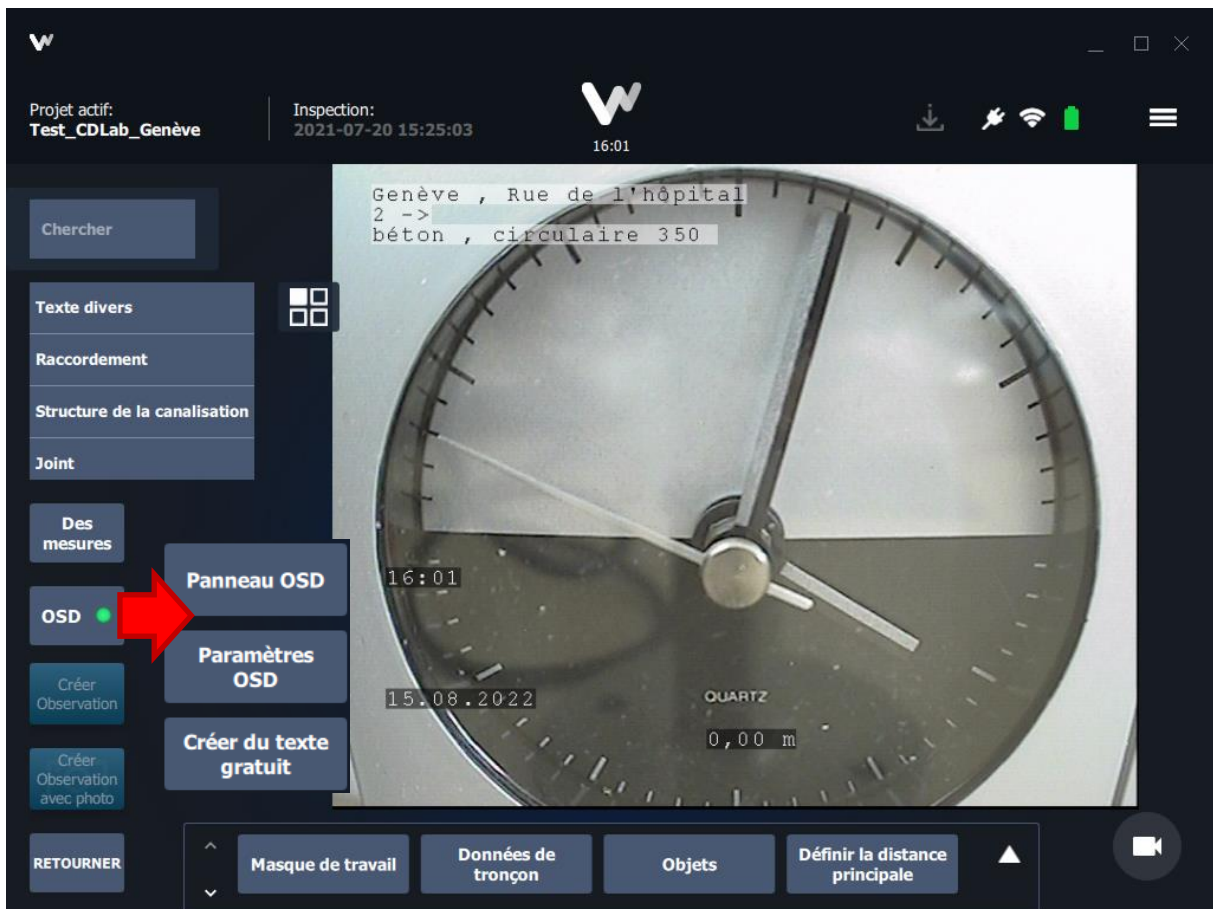 Projet actif:
Test_CDLab_Genève
Inspection:
2021-07-20 15:25:03
16:01
Chercher
Texte divers
Raccordement
Structure de la canalisation
Joint
Des
mesures
OSD
Créer
Observation
Créer
Observation
avec photo
RETOURNER
Panneau OSD
Paramètres
OSD
Créer du texte
gratuit
Genève , Rue de l'hôpital
2 ->
béton , circulaire 350
16:01
15.08.2022
QUARTZ
0,00 m
Masque de travail
Données de
tronçon
Objets
Définir la distance
principale